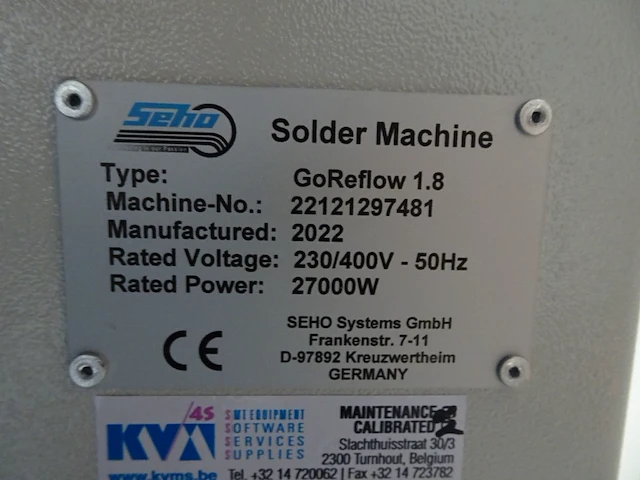 Seho
Solder Machine
Type: GoReflow 1.8
Machine-No.: 22121297481
Manufactured: 2022
Rated Voltage: 230/400V - 50Hz
Rated Power: 27000W
CE
SEHO Systems GmbH
Frankenstr. 7-11
D-97892 Kreuzwertheim
GERMANY
/4S
KVM
SMT EQUIPMENT
SOFTWARE
SERVICES
SUPPLIES
www.kvms.be
MAINTENANCE
CALIBRATED
Slachthuisstraat 30/3
2300 Turnhout, Belgium
Tel. +32 14 720062 | Fax +32 14 723782